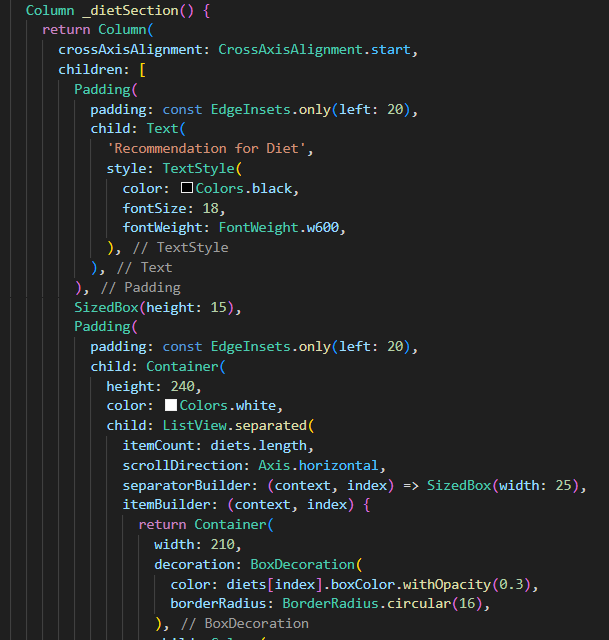 Column _dietSection() {
return Column(
crossAxisAlignment: CrossAxisAlignment.start,
children: [
Padding(
padding: const EdgeInsets.only(left: 20),
child: Text(
'Recommendation for Diet',
style: TextStyle(
color: Colors.black,
fontSize: 18,
fontWeight: FontWeight.w600,
), // TextStyle
), // Text
), // Padding
SizedBox(height: 15),
Padding(
padding: const EdgeInsets.only(left: 20),
child: Container(
height: 240,
color: Colors.white,
child: ListView.separated(
itemCount: diets.length,
scrollDirection: Axis.horizontal,
separatorBuilder: (context, index) => SizedBox(width: 25),
itemBuilder: (context, index) {
return Container(
width: 210,
decoration: BoxDecoration(
color: diets[index].boxColor.withOpacity(0.3),
borderRadius: BorderRadius.circular(16),
), // BoxDecoration